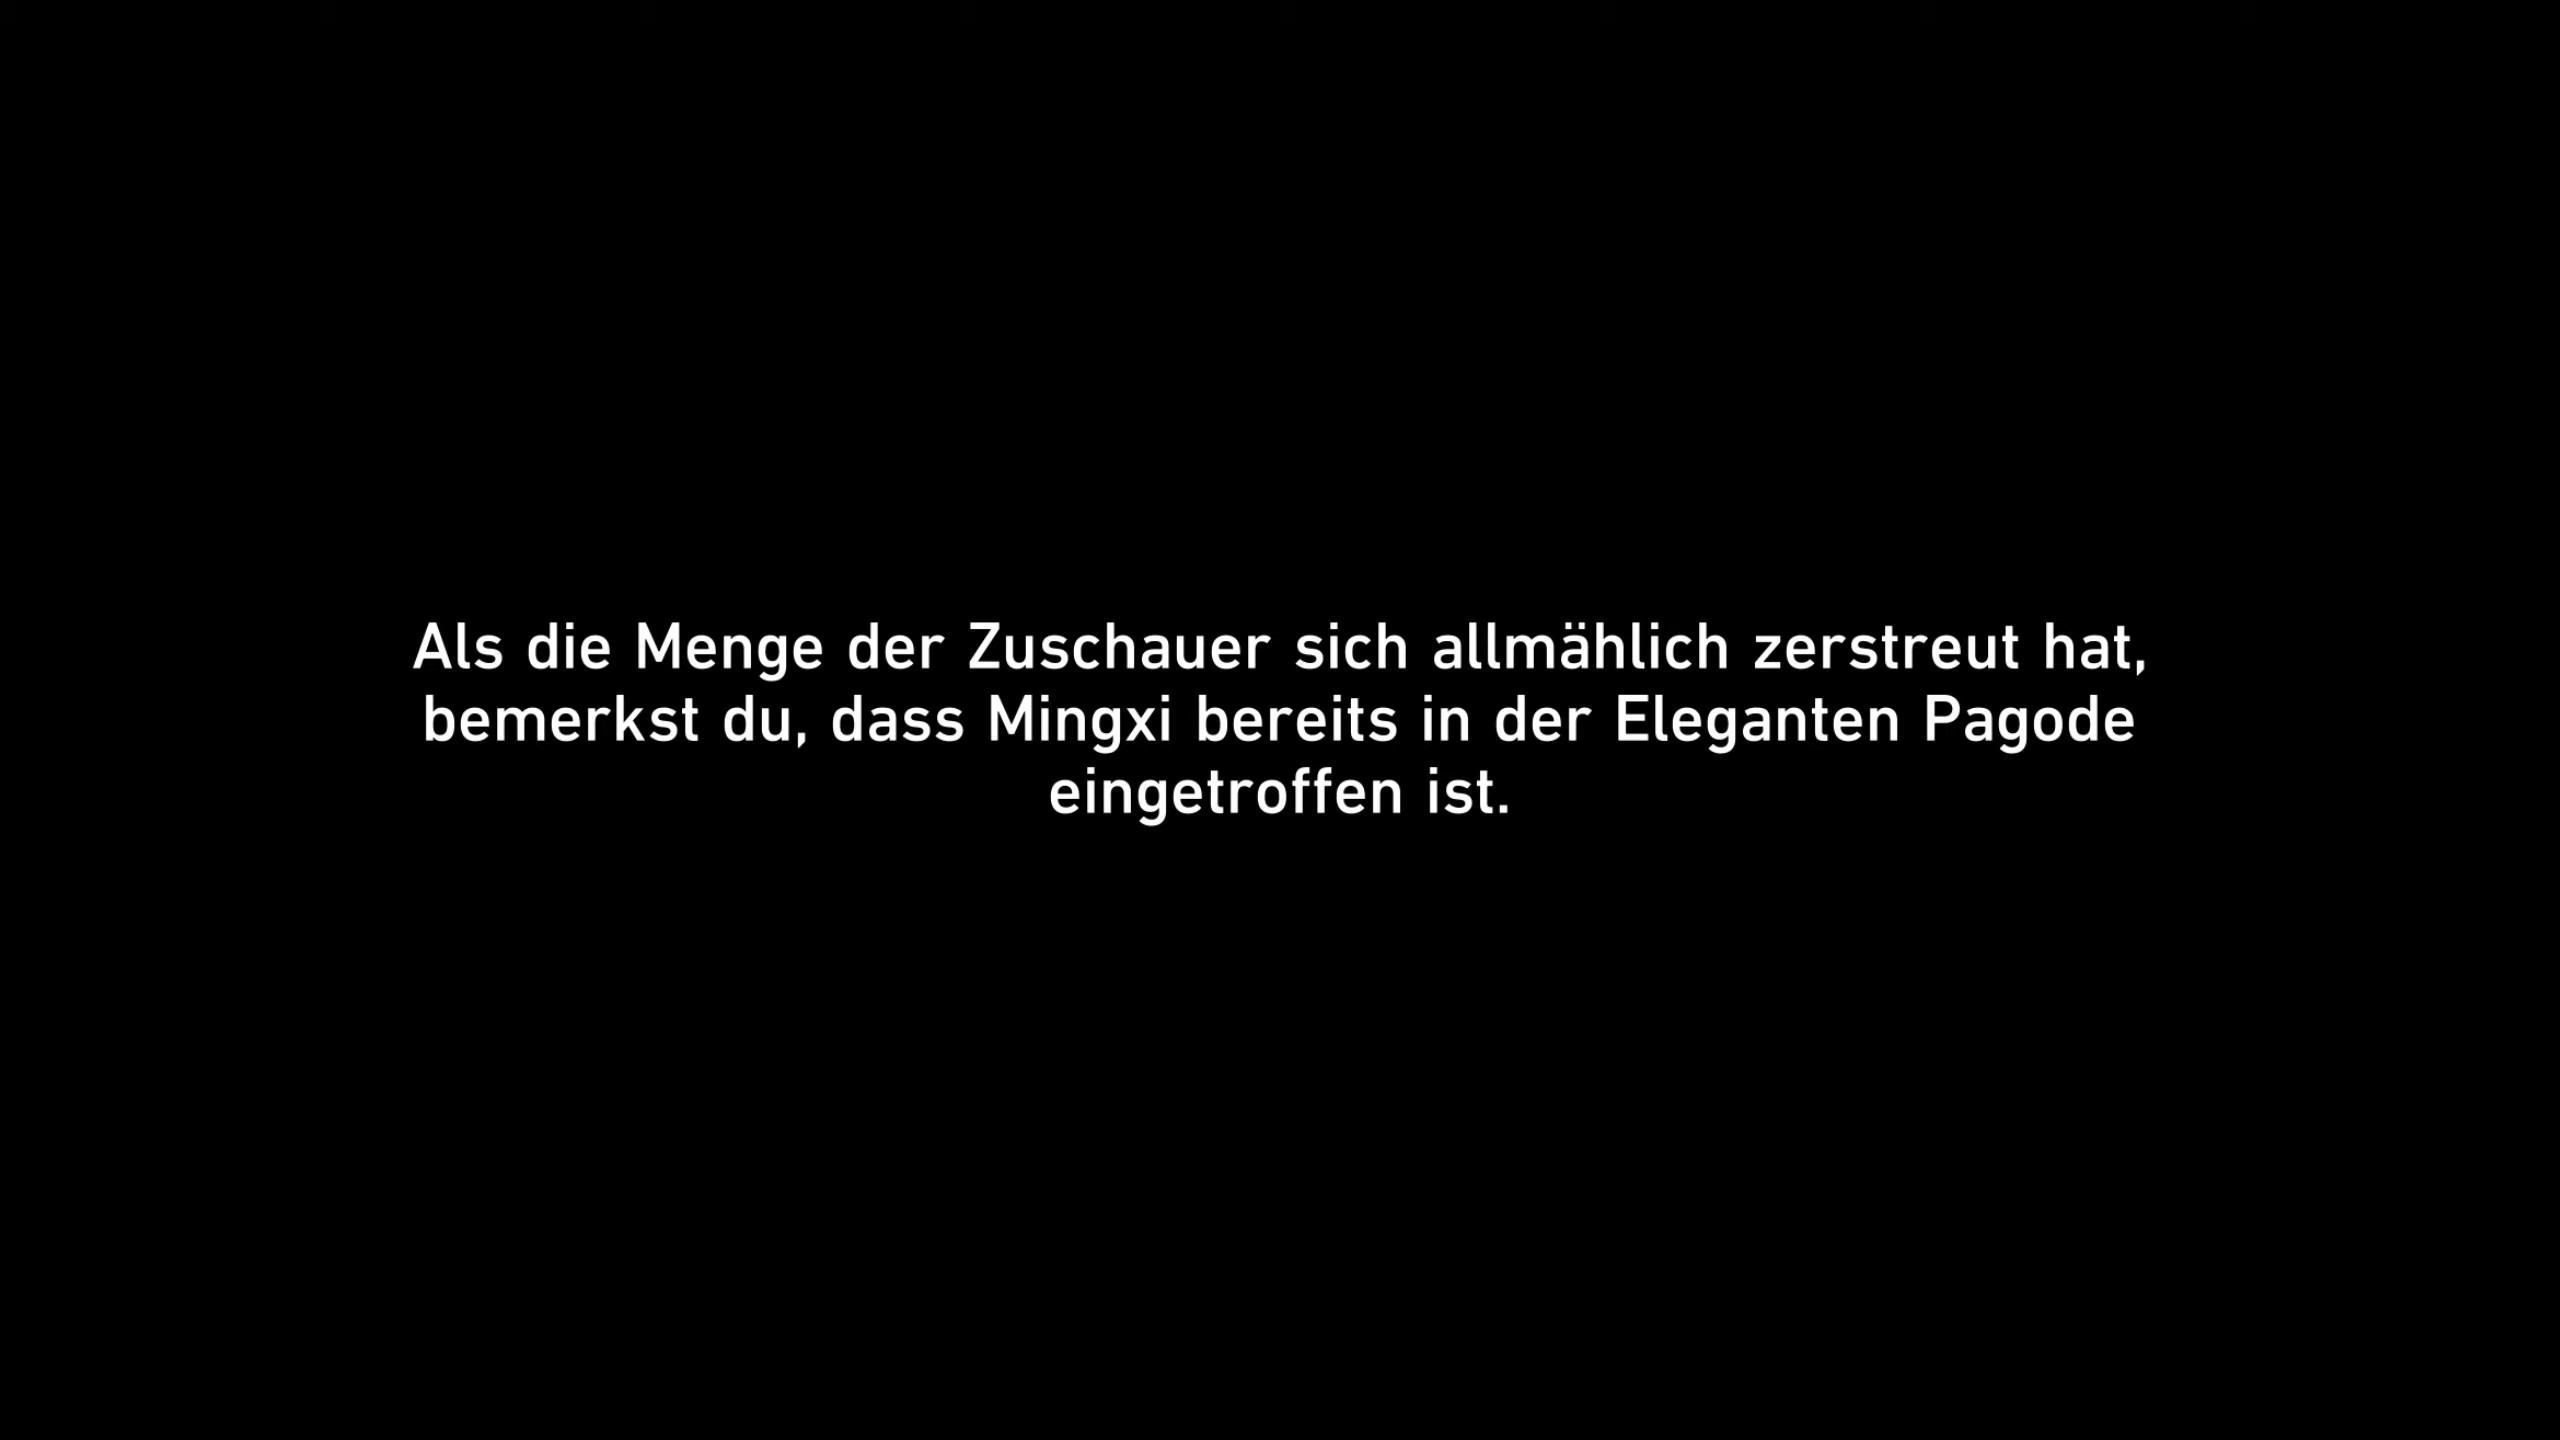 Als die Menge der Zuschauer sich allmählich zerstreut hat,
bemerkst du, dass Mingxi bereits in der Eleganten Pagode
eingetroffen ist.